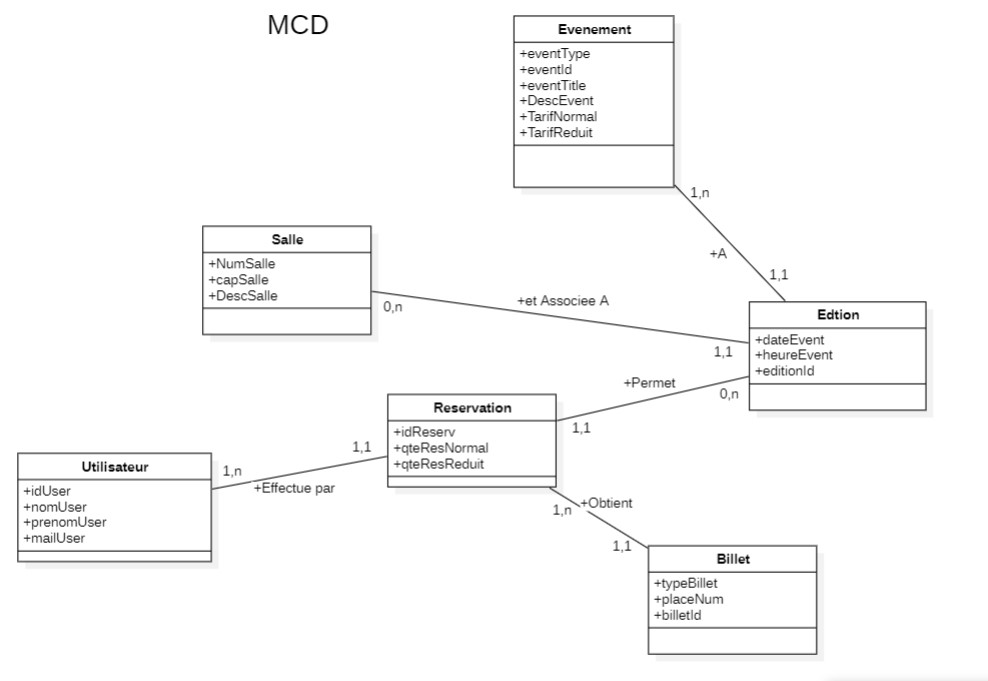 MCD
Evenement
+eventType
+eventId
+eventTitle
+DescEvent
+TarifNormal
+TarifReduit
1,n
+A
1,1
Salle
+NumSalle
+capSalle
+DescSalle
0,n
+et Associee A
1,1
Edtion
+dateEvent
+heureEvent
+editionId
+Permet
0,n
1,1
Reservation
+idReserv
+qteResNormal
+qteResReduit
1,1
1,n
+Effectue par
Utilisateur
+idUser
+nomUser
+prenomUser
+mailUser
1,n
+Obtient
1,1
Billet
+typeBillet
+placeNum
+billetId